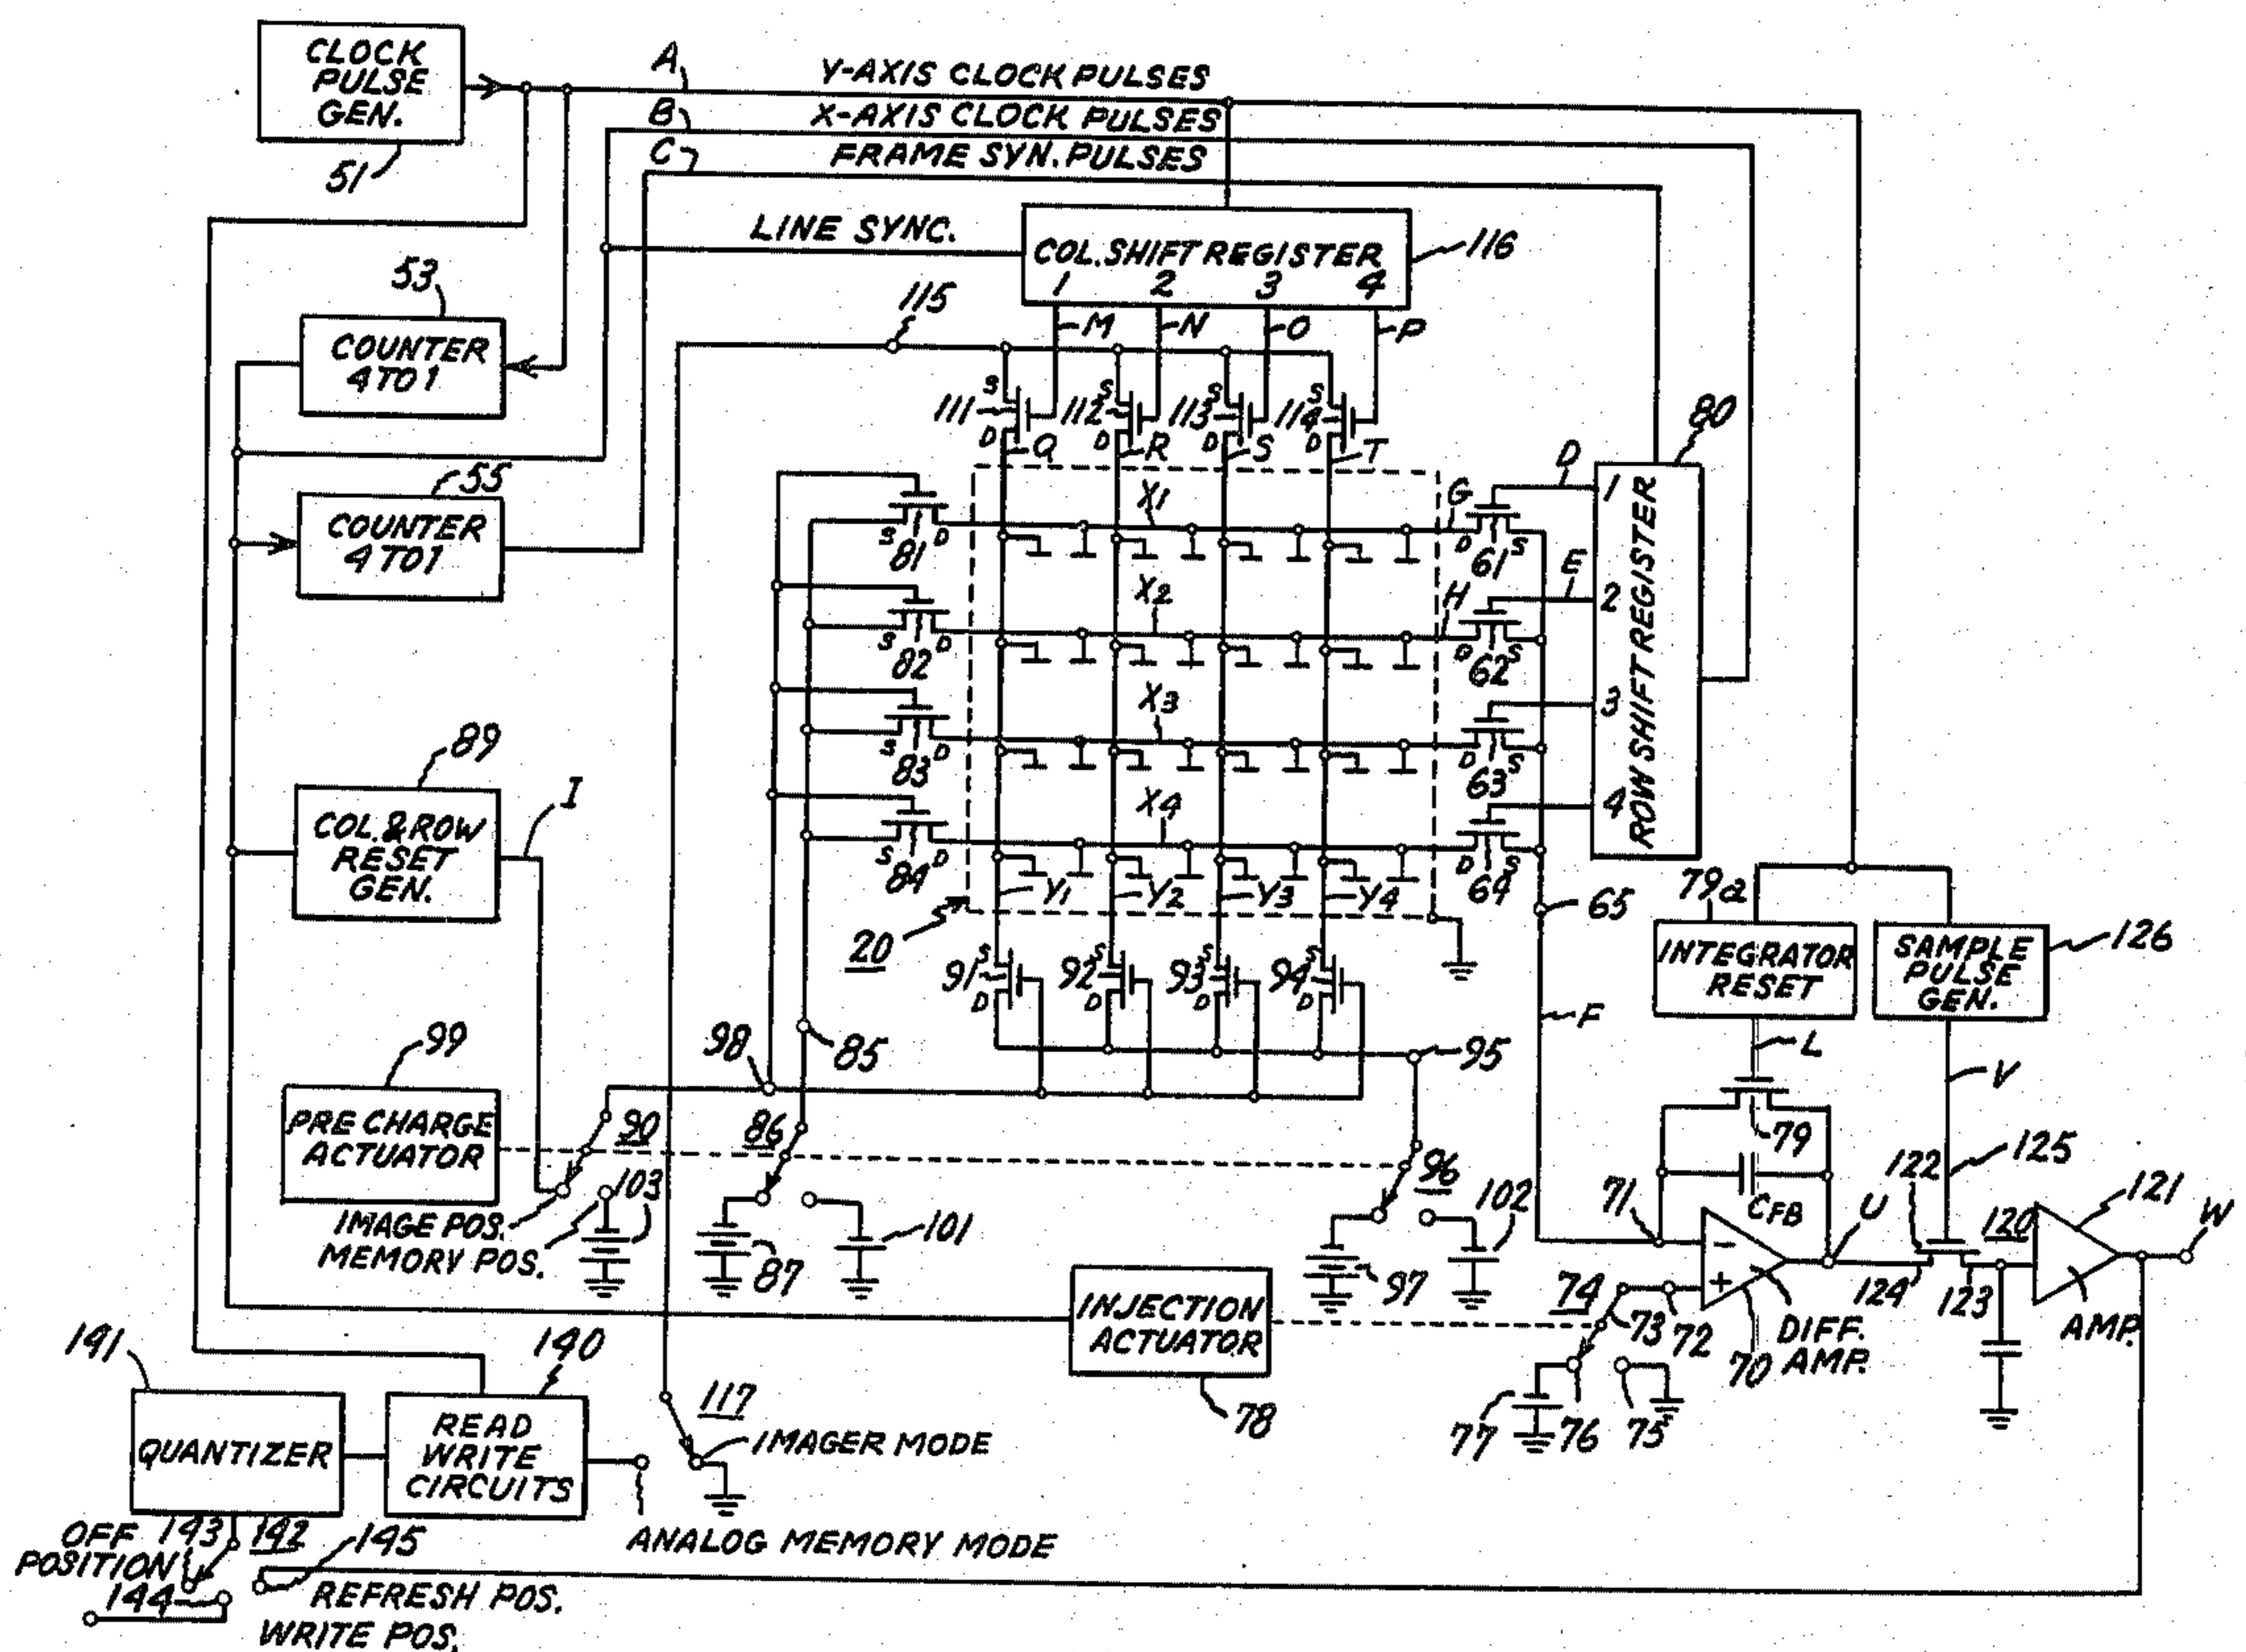 CLOCK
PULSE
GEN.
51
A
Y-AXIS CLOCK PULSES
B
X-AXIS CLOCK PULSES
C
FRAME SYN. PULSES
LINE SYNC.
COL. SHIFT REGISTER
1 2 3 4
116
53
COUNTER
4 TO 1
115
M N O P
S S S S
111 112 113 114
D D D D
Q R S T
80
55
COUNTER
4 TO 1
X1
G
D
1
S D
81
D S
61
E
X2
H
2
S D
82
D S
62
ROW SHIFT REGISTER
X3
3
S D
83
D S
63
X4
4
S D
84
D S
64
89
COL. & ROW
RESET
GEN.
I
Y1 Y2 Y3 Y4
20
65
79a
INTEGRATOR
RESET
SAMPLE
PULSE
GEN.
126
S S S S
91 92 93 94
D D D D
F
L
V
99
PRE CHARGE
ACTUATOR
98
85
95
90
86
96
79
125
IMAGE POS.
MEMORY POS.
103
87
101
97
102
71
CFB
U
122
120
121
W
−
+
124
123
AMP.
INJECTION
ACTUATOR
78
74
73
72
70
DIFF.
AMP.
77
76
75
141
QUANTIZER
140
READ
WRITE
CIRCUITS
117
IMAGER MODE
ANALOG MEMORY MODE
OFF
POSITION
143
142
145
144
REFRESH POS.
WRITE POS.